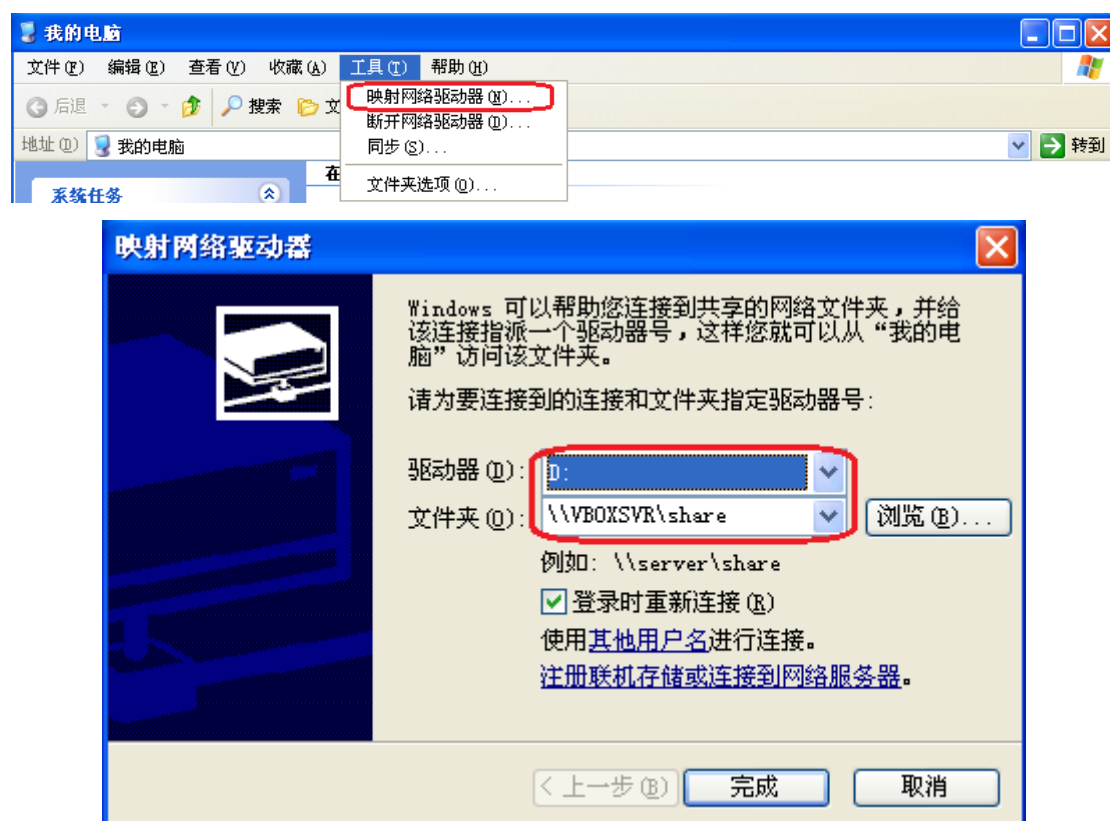 我的电脑
文件(F) 编辑(E) 查看(V) 收藏(A) 工具(T) 帮助(H)
映射网络驱动器(N)...
后退 搜索 文
断开网络驱动器(D)...
地址(D) 我的电脑 转到
同步(S)...
在
文件夹选项(O)...
系统任务
映射网络驱动器
Windows 可以帮助您连接到共享的网络文件夹，并给
该连接指派一个驱动器号，这样您就可以从“我的电
脑”访问该文件夹。
请为要连接到的连接和文件夹指定驱动器号:
驱动器(D): D:
文件夹(O): \\VBOXSVR\share 浏览(B)...
例如: \\server\share
登录时重新连接(R)
使用其他用户名进行连接。
注册联机存储或连接到网络服务器。
< 上一步(B) 完成 取消